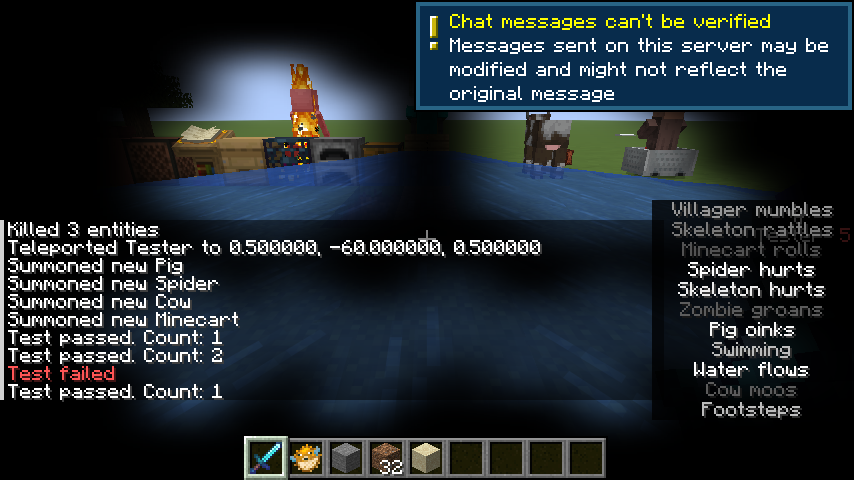 Chat messages can't be verified
Messages sent on this server may be
modified and might not reflect the
original message
Killed 3 entities
Teleported Tester to 0.500000, -60.000000, 0.500000
Summoned new Pig
Summoned new Spider
Summoned new Cow
Summoned new Minecart
Test passed. Count: 1
Test passed. Count: 2
Test failed
Test passed. Count: 1
Villager mumbles
Skeleton rattles
Minecart rolls
Spider hurts
Skeleton hurts
Zombie groans
Pig oinks
Swimming
Water flows
Cow moos
Footsteps
5
32